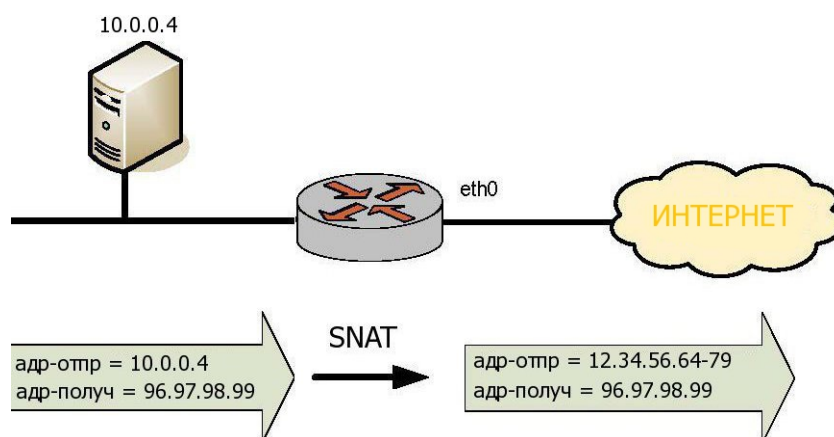 10.0.0.4
eth0
ИНТЕРНЕТ
SNAT
адр-отпр = 10.0.0.4
адр-получ = 96.97.98.99
адр-отпр = 12.34.56.64-79
адр-получ = 96.97.98.99